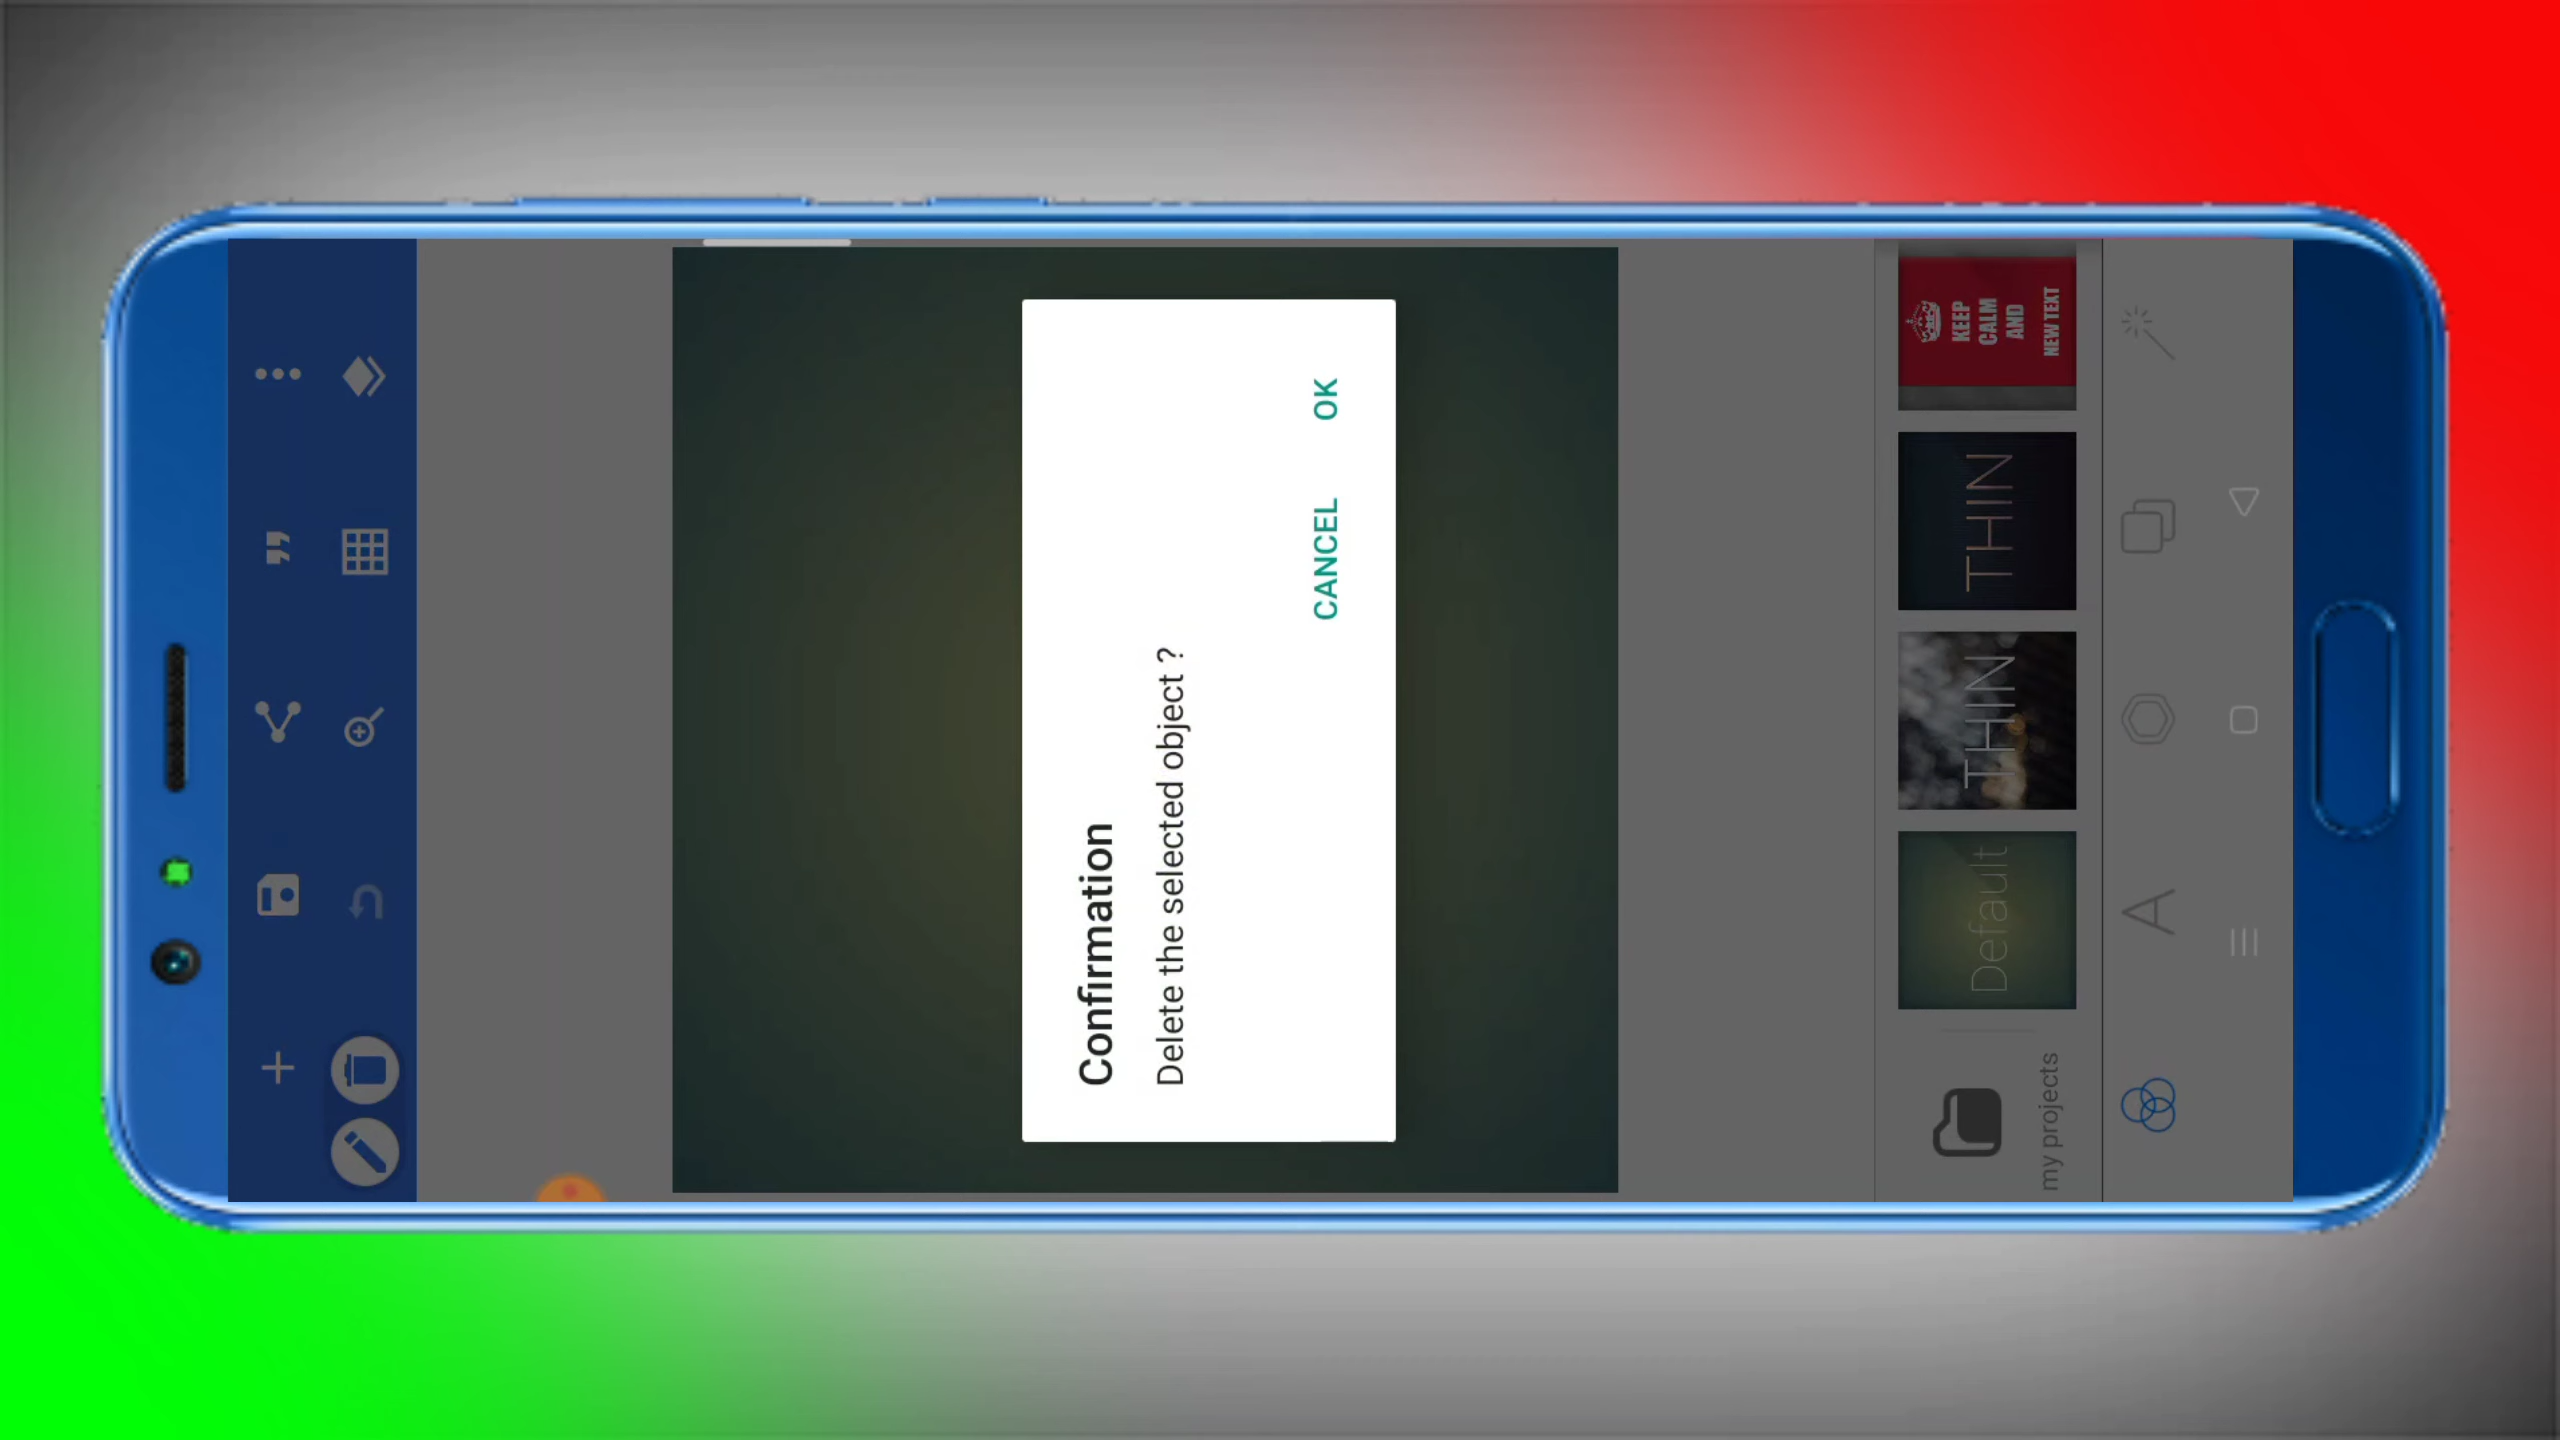 Confirmation
Delete the selected object ?
CANCEL
OK
my projects
Default
THIN
THIN
KEEP
CALM
AND
NEW TEXT